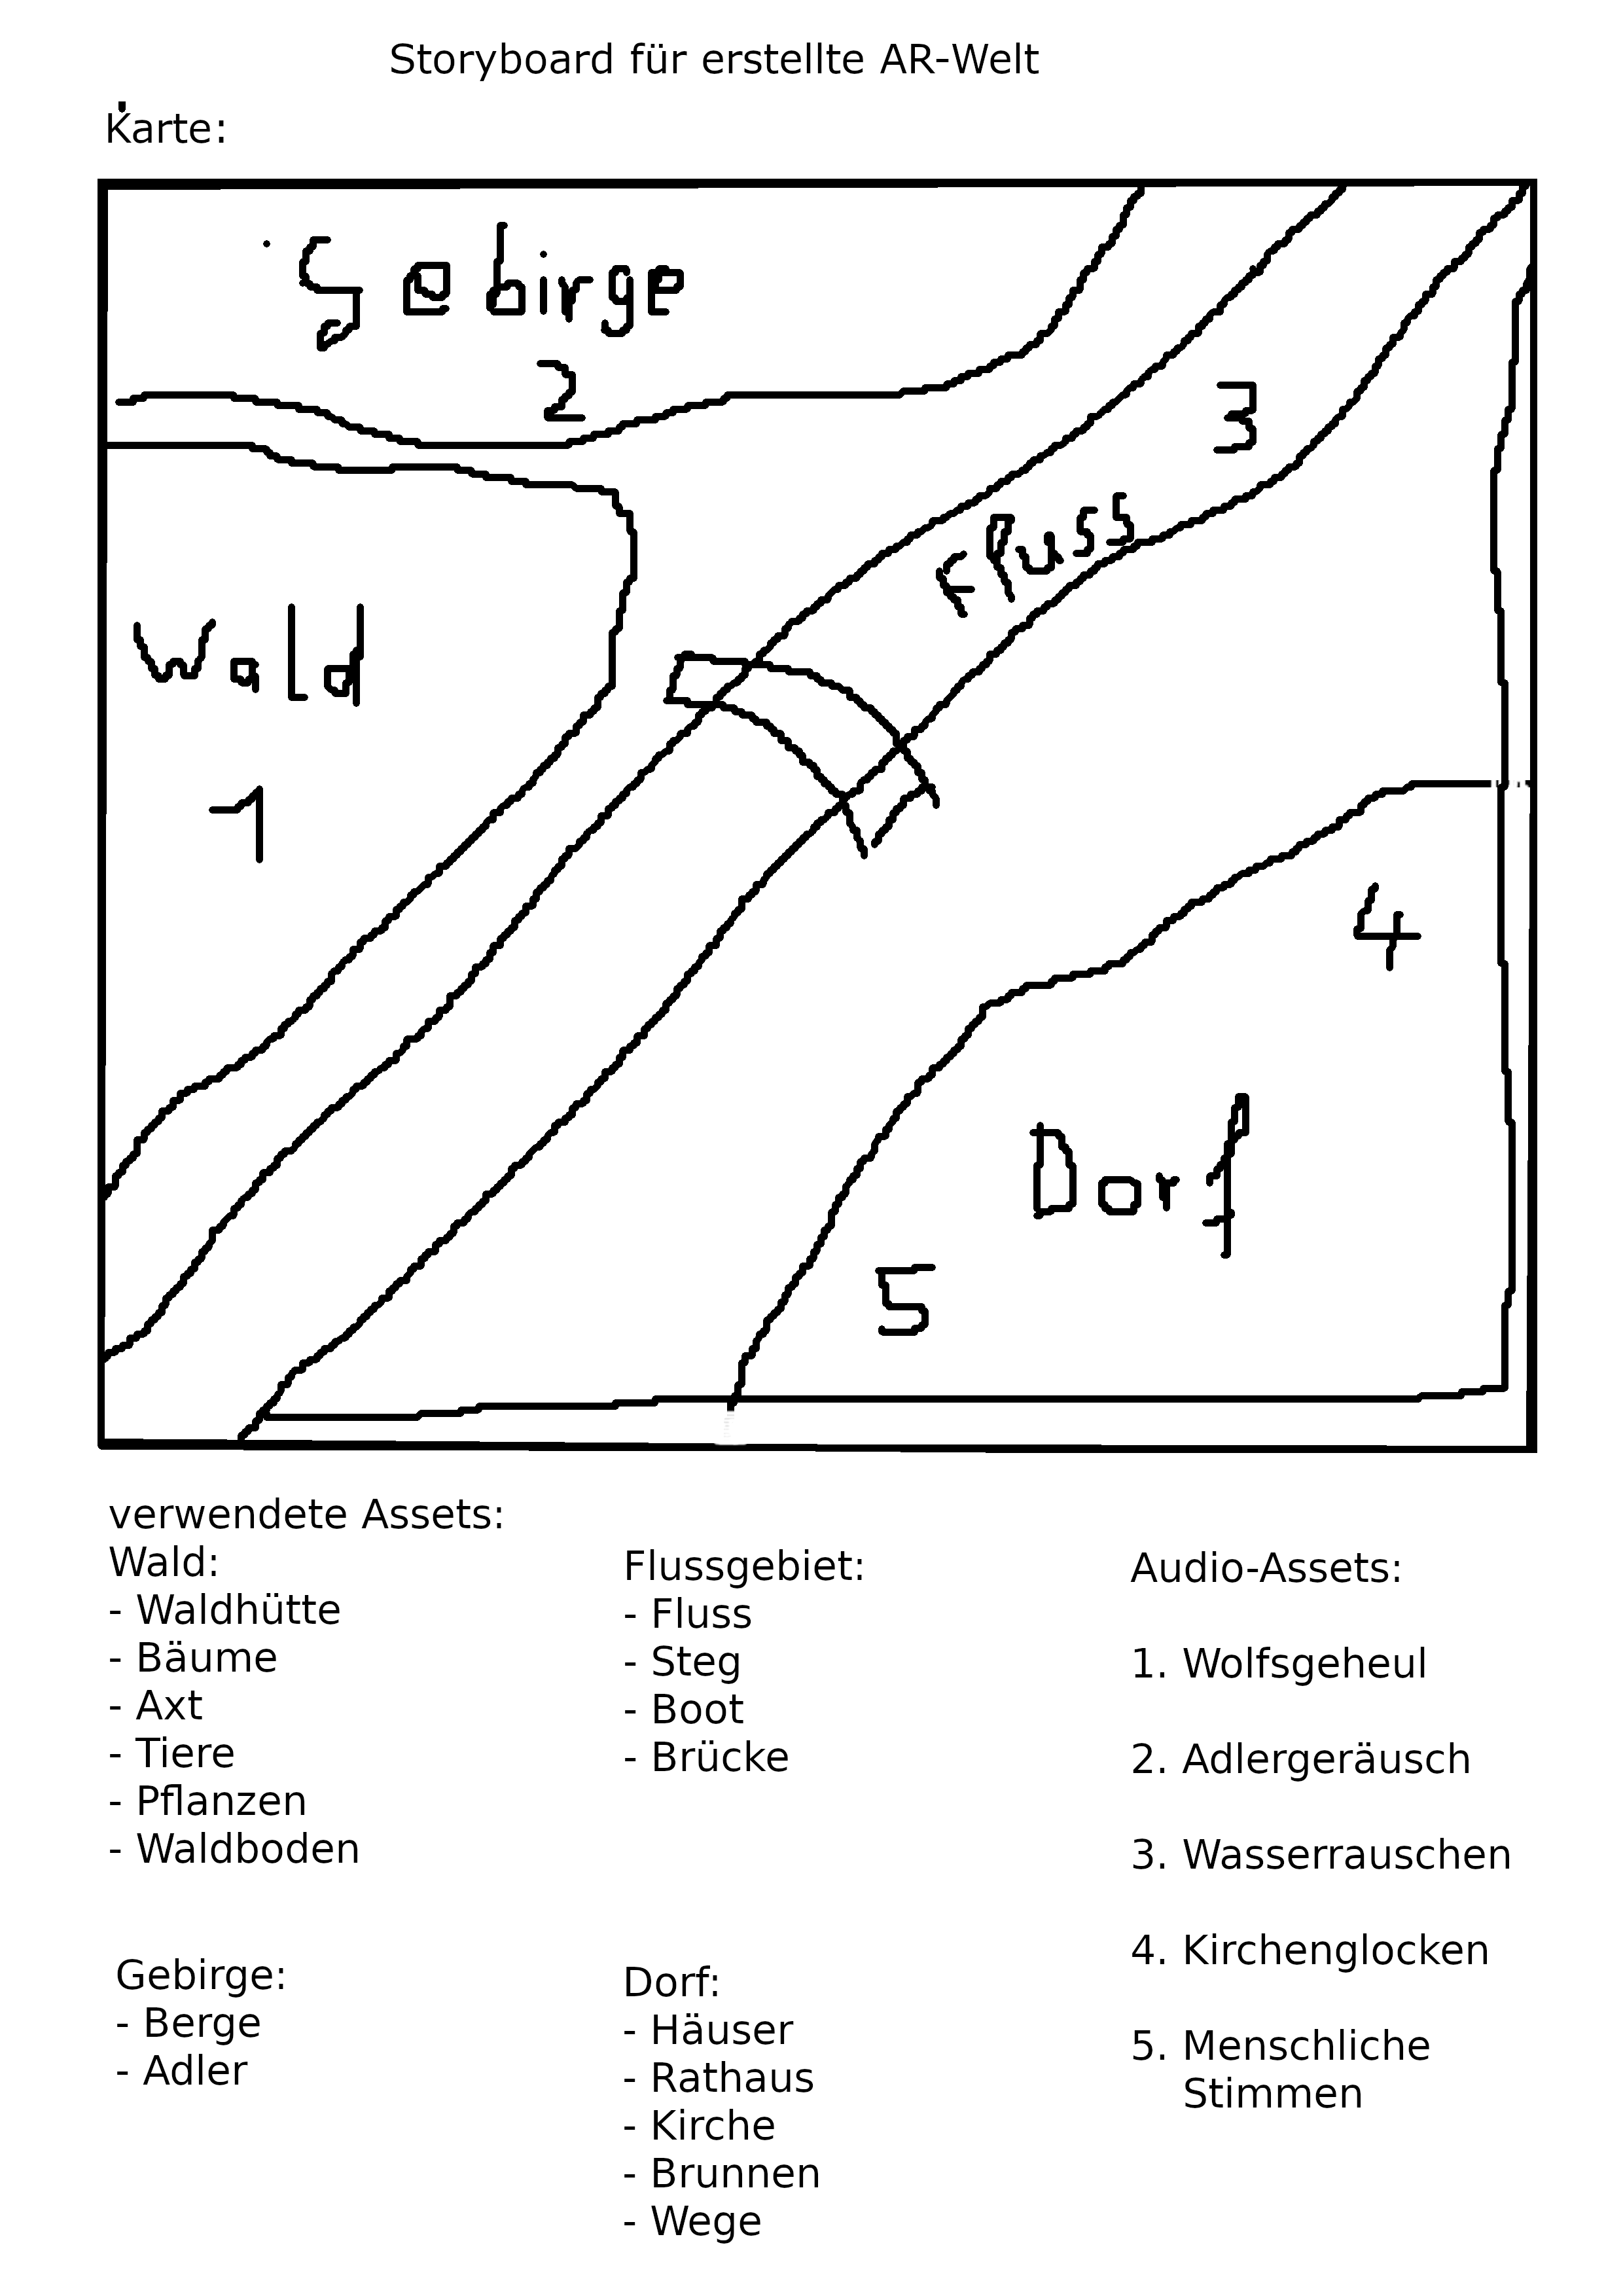 Storyboard für erstellte AR-Welt
Karte:
Gebirge
2
3
Fluss
Wald
1
4
Dorf
5
verwendete Assets:
Wald:
- Waldhütte
- Bäume
- Axt
- Tiere
- Pflanzen
- Waldboden
Gebirge:
- Berge
- Adler
Flussgebiet:
- Fluss
- Steg
- Boot
- Brücke
Dorf:
- Häuser
- Rathaus
- Kirche
- Brunnen
- Wege
Audio-Assets:
1. Wolfsgeheul
2. Adlergeräusch
3. Wasserrauschen
4. Kirchenglocken
5. Menschliche
Stimmen